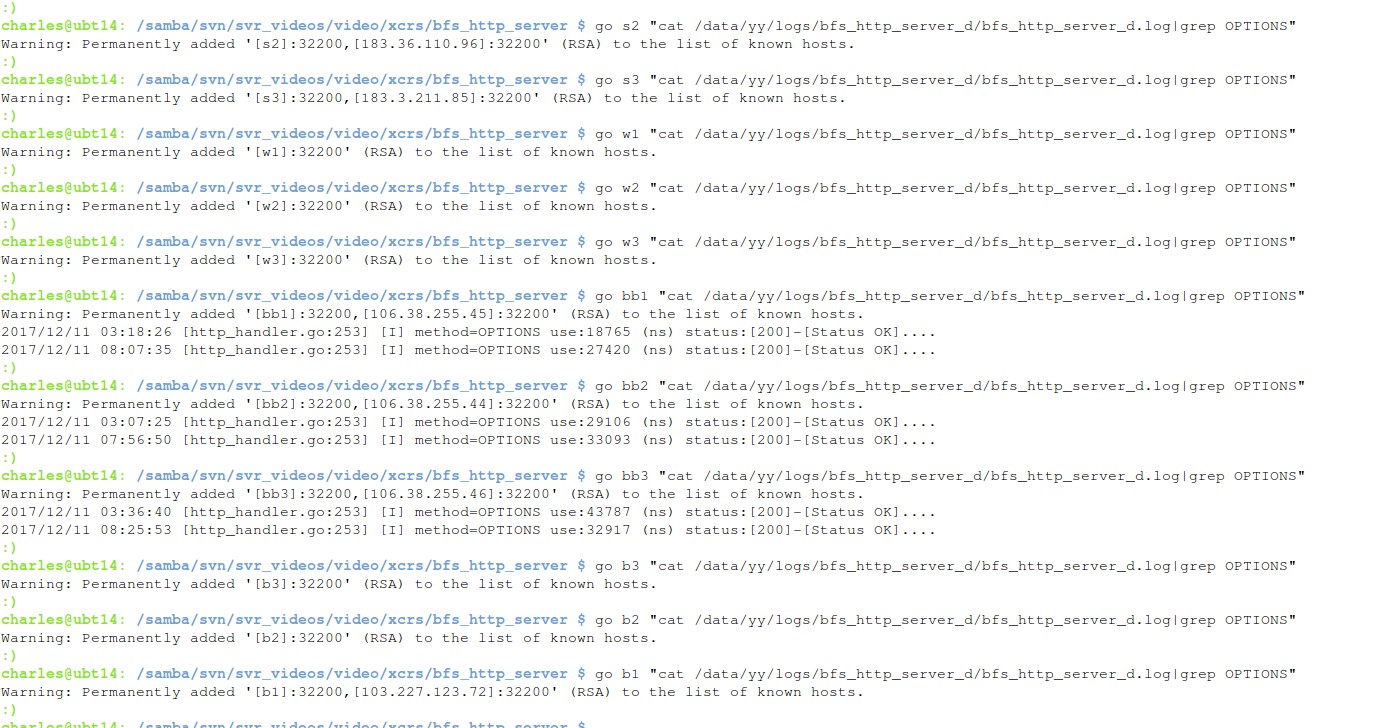 :)
charles@ubt14: /samba/svn/svr_videos/video/xcrs/bfs_http_server $ go s2 "cat /data/yy/logs/bfs_http_server_d/bfs_http_server_d.log|grep OPTIONS"
Warning: Permanently added '[s2]:32200,[183.36.110.96]:32200' (RSA) to the list of known hosts.
:)
charles@ubt14: /samba/svn/svr_videos/video/xcrs/bfs_http_server $ go s3 "cat /data/yy/logs/bfs_http_server_d/bfs_http_server_d.log|grep OPTIONS"
Warning: Permanently added '[s3]:32200,[183.3.211.85]:32200' (RSA) to the list of known hosts.
:)
charles@ubt14: /samba/svn/svr_videos/video/xcrs/bfs_http_server $ go w1 "cat /data/yy/logs/bfs_http_server_d/bfs_http_server_d.log|grep OPTIONS"
Warning: Permanently added '[w1]:32200' (RSA) to the list of known hosts.
:)
charles@ubt14: /samba/svn/svr_videos/video/xcrs/bfs_http_server $ go w2 "cat /data/yy/logs/bfs_http_server_d/bfs_http_server_d.log|grep OPTIONS"
Warning: Permanently added '[w2]:32200' (RSA) to the list of known hosts.
:)
charles@ubt14: /samba/svn/svr_videos/video/xcrs/bfs_http_server $ go w3 "cat /data/yy/logs/bfs_http_server_d/bfs_http_server_d.log|grep OPTIONS"
Warning: Permanently added '[w3]:32200' (RSA) to the list of known hosts.
:)
charles@ubt14: /samba/svn/svr_videos/video/xcrs/bfs_http_server $ go bb1 "cat /data/yy/logs/bfs_http_server_d/bfs_http_server_d.log|grep OPTIONS"
Warning: Permanently added '[bb1]:32200,[106.38.255.45]:32200' (RSA) to the list of known hosts.
2017/12/11 03:18:26 [http_handler.go:253] [I] method=OPTIONS use:18765 (ns) status:[200]-[Status OK]....
2017/12/11 08:07:35 [http_handler.go:253] [I] method=OPTIONS use:27420 (ns) status:[200]-[Status OK]....
:)
charles@ubt14: /samba/svn/svr_videos/video/xcrs/bfs_http_server $ go bb2 "cat /data/yy/logs/bfs_http_server_d/bfs_http_server_d.log|grep OPTIONS"
Warning: Permanently added '[bb2]:32200,[106.38.255.44]:32200' (RSA) to the list of known hosts.
2017/12/11 03:07:25 [http_handler.go:253] [I] method=OPTIONS use:29106 (ns) status:[200]-[Status OK]....
2017/12/11 07:56:50 [http_handler.go:253] [I] method=OPTIONS use:33093 (ns) status:[200]-[Status OK]....
:)
charles@ubt14: /samba/svn/svr_videos/video/xcrs/bfs_http_server $ go bb3 "cat /data/yy/logs/bfs_http_server_d/bfs_http_server_d.log|grep OPTIONS"
Warning: Permanently added '[bb3]:32200,[106.38.255.46]:32200' (RSA) to the list of known hosts.
2017/12/11 03:36:40 [http_handler.go:253] [I] method=OPTIONS use:43787 (ns) status:[200]-[Status OK]....
2017/12/11 08:25:53 [http_handler.go:253] [I] method=OPTIONS use:32917 (ns) status:[200]-[Status OK]....
:)
charles@ubt14: /samba/svn/svr_videos/video/xcrs/bfs_http_server $ go b3 "cat /data/yy/logs/bfs_http_server_d/bfs_http_server_d.log|grep OPTIONS"
Warning: Permanently added '[b3]:32200' (RSA) to the list of known hosts.
:)
charles@ubt14: /samba/svn/svr_videos/video/xcrs/bfs_http_server $ go b2 "cat /data/yy/logs/bfs_http_server_d/bfs_http_server_d.log|grep OPTIONS"
Warning: Permanently added '[b2]:32200' (RSA) to the list of known hosts.
:)
charles@ubt14: /samba/svn/svr_videos/video/xcrs/bfs_http_server $ go b1 "cat /data/yy/logs/bfs_http_server_d/bfs_http_server_d.log|grep OPTIONS"
Warning: Permanently added '[b1]:32200,[103.227.123.72]:32200' (RSA) to the list of known hosts.
:)
charles@ubt14: /samba/svn/svr_videos/video/xcrs/bfs_http_server $